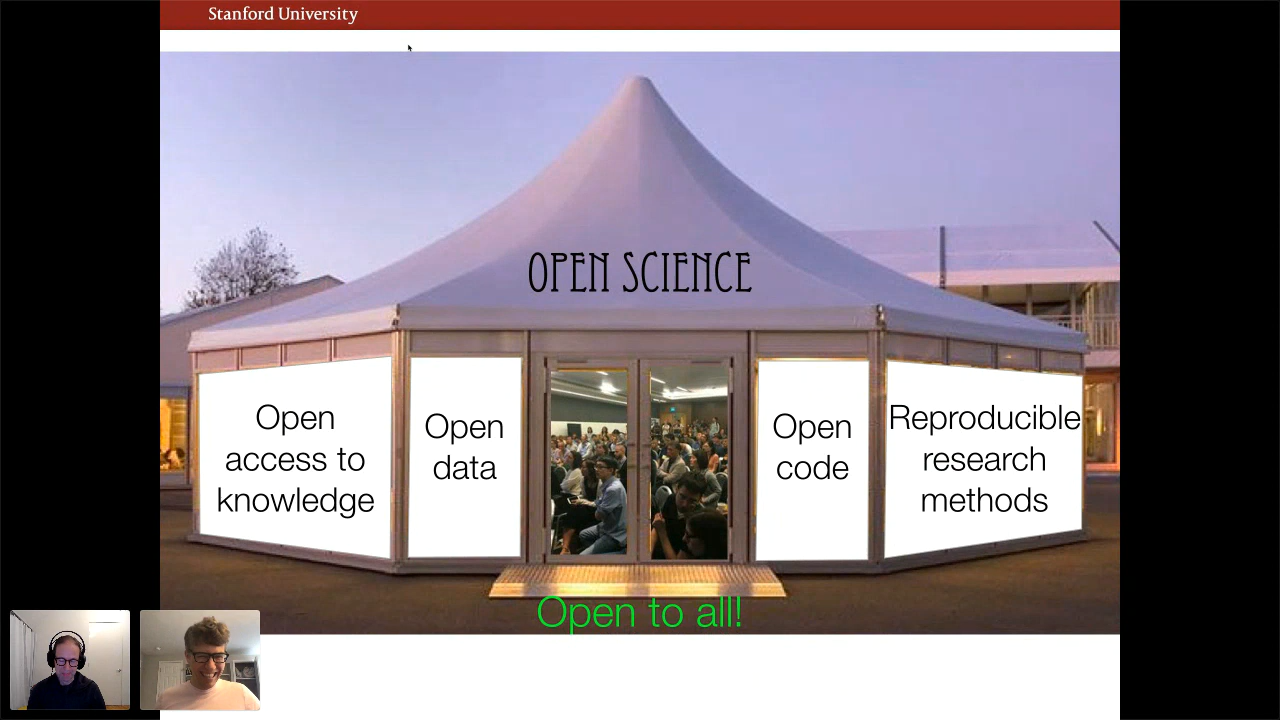 Stanford University
OPEN SCIENCE
Open
access to
knowledge
Open
data
Open
code
Reproducible
research
methods
Open to all!